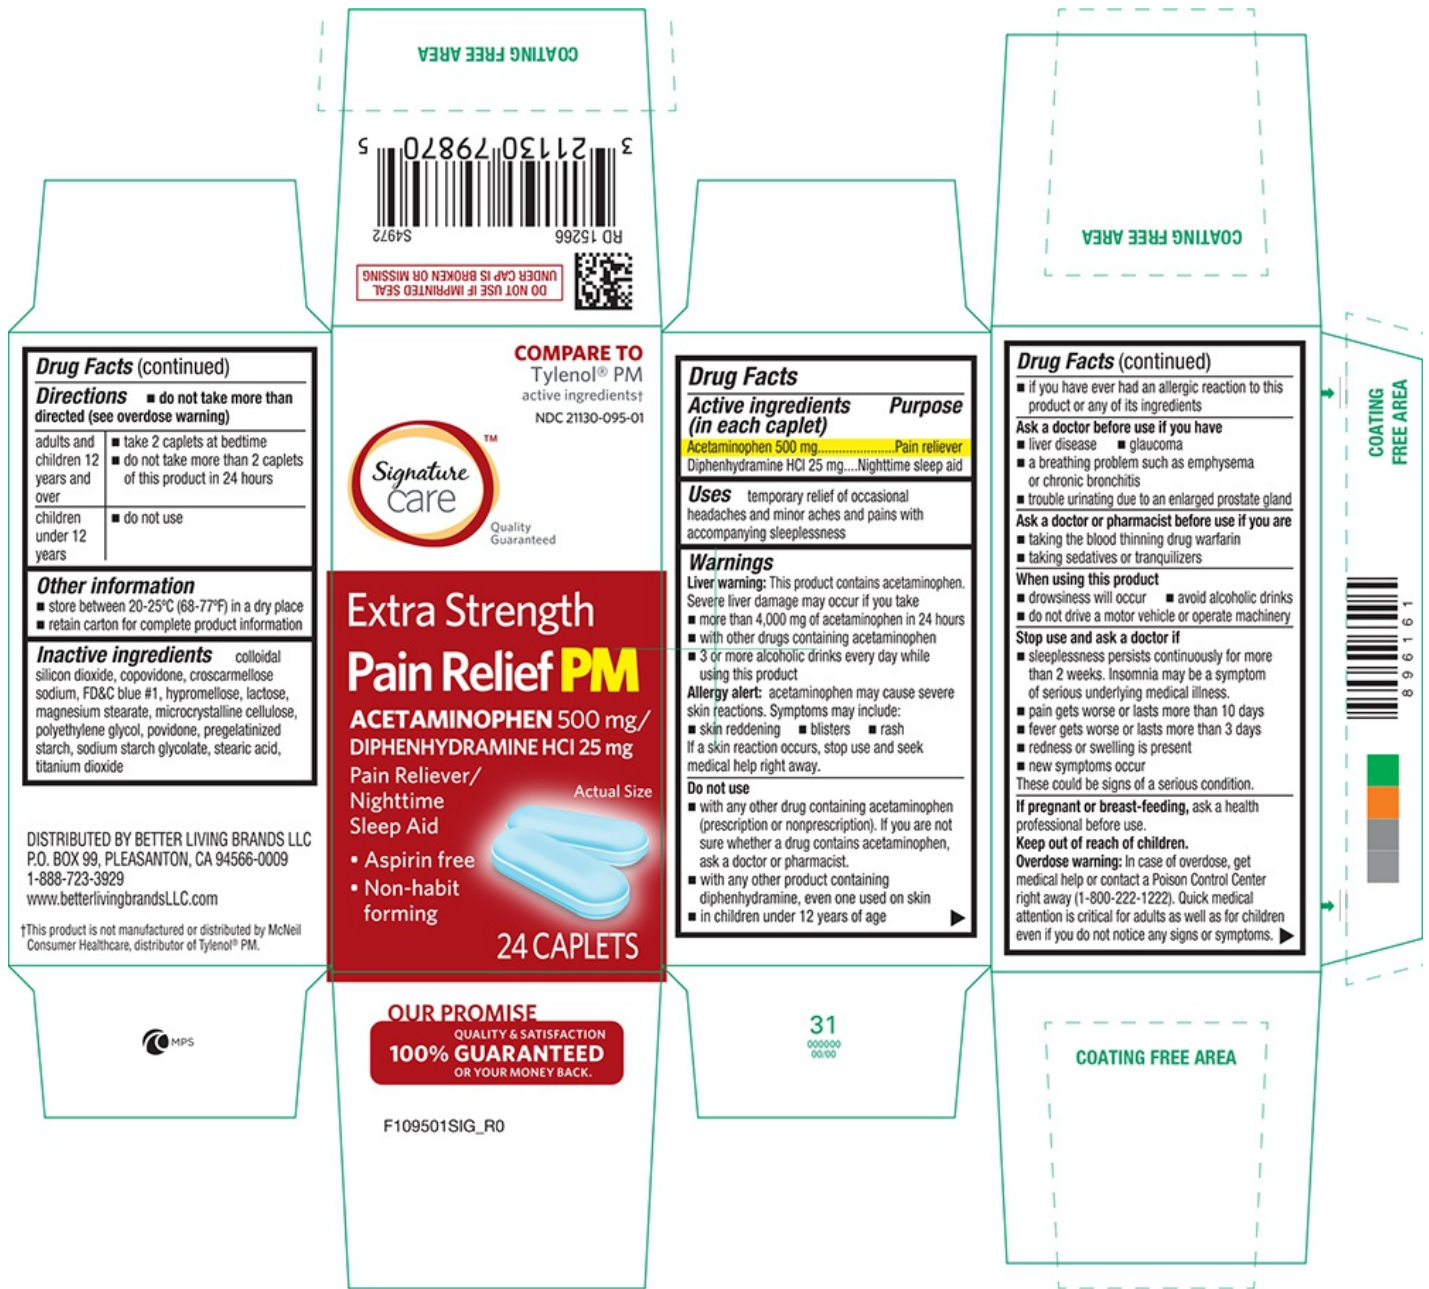 COATING FREE AREA
3 21130 79870 5
RD 15266 S4972
DO NOT USE IF IMPRINTED SEAL
UNDER CAP IS BROKEN OR MISSING
Drug Facts (continued)
Directions ■ do not take more than
directed (see overdose warning)
adults and
children 12
years and
over
■ take 2 caplets at bedtime
■ do not take more than 2 caplets
of this product in 24 hours
children
under 12
years
■ do not use
Other information
■ store between 20-25ºC (68-77ºF) in a dry place
■ retain carton for complete product information
Inactive ingredients colloidal
silicon dioxide, copovidone, croscarmellose
sodium, FD&C blue #1, hypromellose, lactose,
magnesium stearate, microcrystalline cellulose,
polyethylene glycol, povidone, pregelatinized
starch, sodium starch glycolate, stearic acid,
titanium dioxide
DISTRIBUTED BY BETTER LIVING BRANDS LLC
P.O. BOX 99, PLEASANTON, CA 94566-0009
1-888-723-3929
www.betterlivingbrandsLLC.com
†This product is not manufactured or distributed by McNeil
Consumer Healthcare, distributor of Tylenol® PM.
MPS
COMPARE TO
Tylenol® PM
active ingredients†
NDC 21130-095-01
Signature
care
™
Quality
Guaranteed
Extra Strength
Pain Relief PM
ACETAMINOPHEN 500 mg/
DIPHENHYDRAMINE HCl 25 mg
Pain Reliever/
Nighttime
Sleep Aid
Actual Size
• Aspirin free
• Non-habit
forming
24 CAPLETS
OUR PROMISE
QUALITY & SATISFACTION
100% GUARANTEED
OR YOUR MONEY BACK.
F109501SIG_R0
Drug Facts
Active ingredients Purpose
(in each caplet)
Acetaminophen 500 mg.......................Pain reliever
Diphenhydramine HCl 25 mg....Nighttime sleep aid
Uses temporary relief of occasional
headaches and minor aches and pains with
accompanying sleeplessness
Warnings
Liver warning: This product contains acetaminophen.
Severe liver damage may occur if you take
■ more than 4,000 mg of acetaminophen in 24 hours
■ with other drugs containing acetaminophen
■ 3 or more alcoholic drinks every day while
using this product
Allergy alert: acetaminophen may cause severe
skin reactions. Symptoms may include:
■ skin reddening ■ blisters ■ rash
If a skin reaction occurs, stop use and seek
medical help right away.
Do not use
■ with any other drug containing acetaminophen
(prescription or nonprescription). If you are not
sure whether a drug contains acetaminophen,
ask a doctor or pharmacist.
■ with any other product containing
diphenhydramine, even one used on skin
■ in children under 12 years of age
31
000000
00/00
COATING FREE AREA
Drug Facts (continued)
■ if you have ever had an allergic reaction to this
product or any of its ingredients
Ask a doctor before use if you have
■ liver disease ■ glaucoma
■ a breathing problem such as emphysema
or chronic bronchitis
■ trouble urinating due to an enlarged prostate gland
Ask a doctor or pharmacist before use if you are
■ taking the blood thinning drug warfarin
■ taking sedatives or tranquilizers
When using this product
■ drowsiness will occur ■ avoid alcoholic drinks
■ do not drive a motor vehicle or operate machinery
Stop use and ask a doctor if
■ sleeplessness persists continuously for more
than 2 weeks. Insomnia may be a symptom
of serious underlying medical illness.
■ pain gets worse or lasts more than 10 days
■ fever gets worse or lasts more than 3 days
■ redness or swelling is present
■ new symptoms occur
These could be signs of a serious condition.
If pregnant or breast-feeding, ask a health
professional before use.
Keep out of reach of children.
Overdose warning: In case of overdose, get
medical help or contact a Poison Control Center
right away (1-800-222-1222). Quick medical
attention is critical for adults as well as for children
even if you do not notice any signs or symptoms.
COATING FREE AREA
COATING
FREE AREA
8 9 6 1 6 1